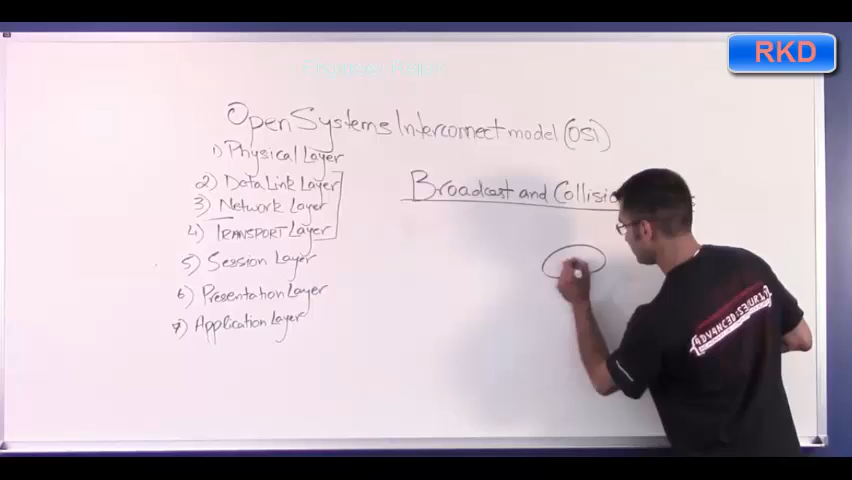 RKD
Open Systems Interconnect model (OSI)
1) Physical Layer
2) Data Link Layer
3) Network Layer
4) TRANSPORT Layer
5) Session Layer
6) Presentation Layer
7) Application Layer
Broadcast and Collisio